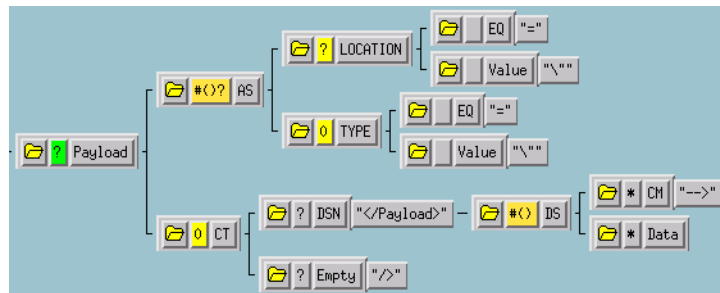 EQ "="
? LOCATION
Value "\""
#()? AS
EQ "="
0 TYPE
Value "\""
? Payload
* CM "-->"
? DSN "</Payload>" #() DS
0 CT
* Data
? Empty "/>"